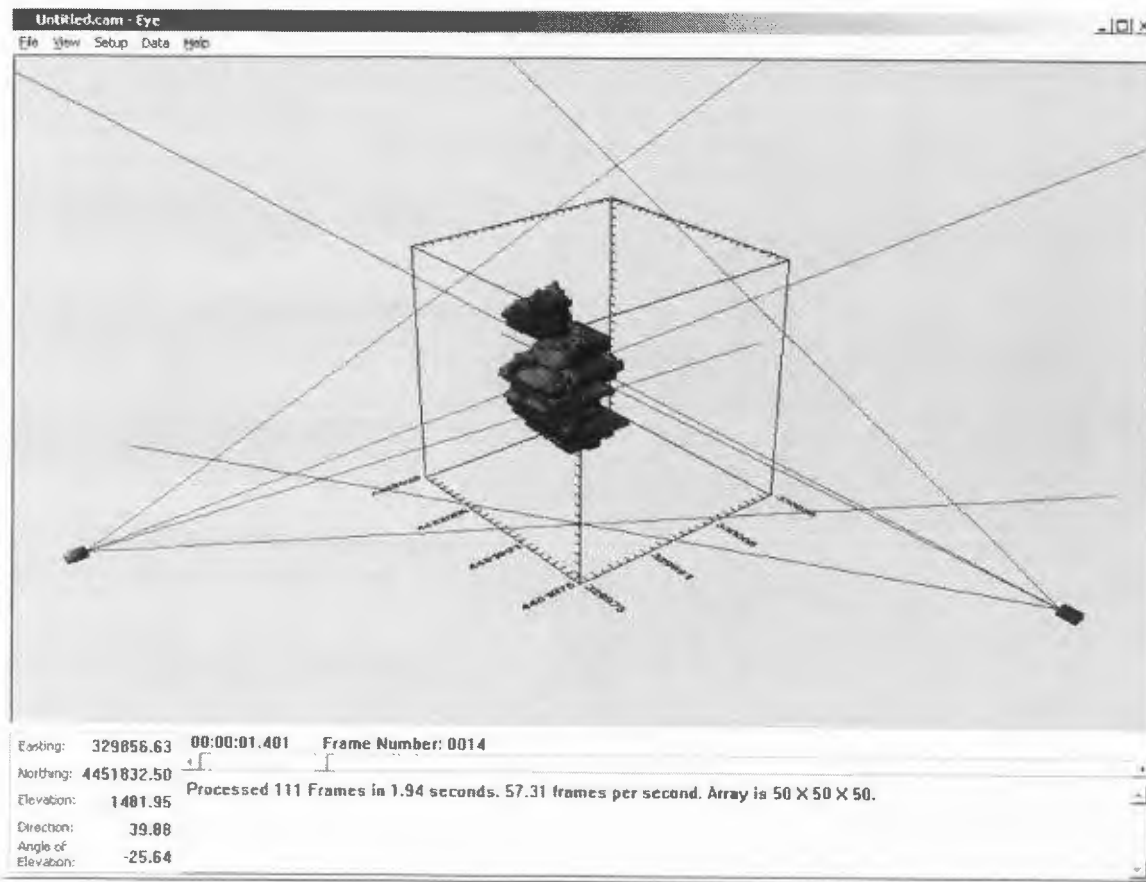 Untitled.cam - Eye
File View Setup Data Help
Easting: 329856.63
Northing: 4451832.50
Elevation: 1481.95
Direction: 39.88
Angle of
Elevation: -25.64
00:00:01.401 Frame Number: 0014
Processed 111 Frames in 1.94 seconds. 57.31 frames per second. Array is 50 X 50 X 50.